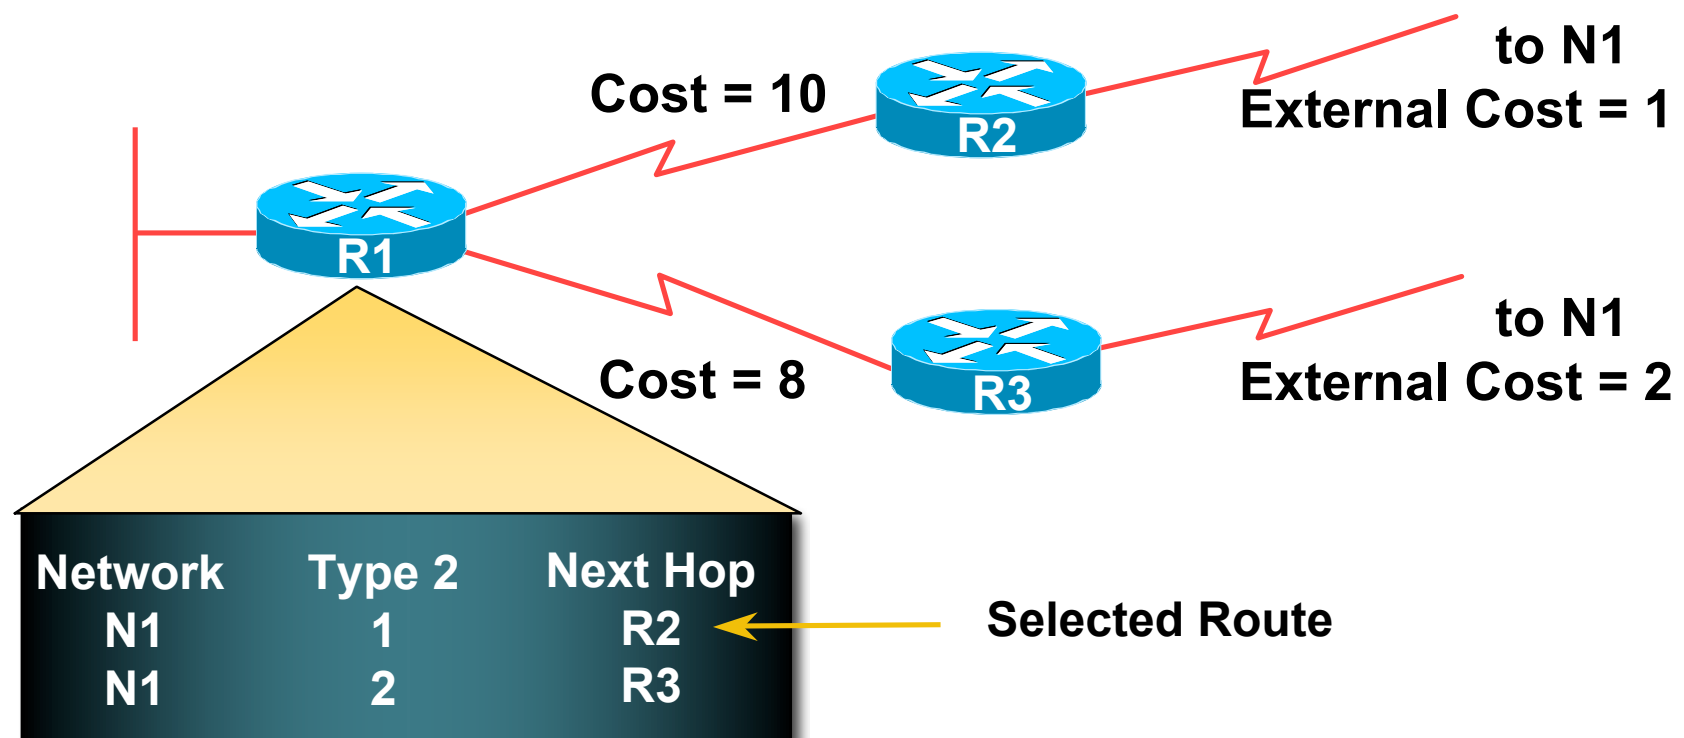 to N1
External Cost = 1
Cost = 10
R2
R1
to N1
External Cost = 2
Cost = 8
R3
Network Type 2 Next Hop
N1 1 R2
N1 2 R3
Selected Route